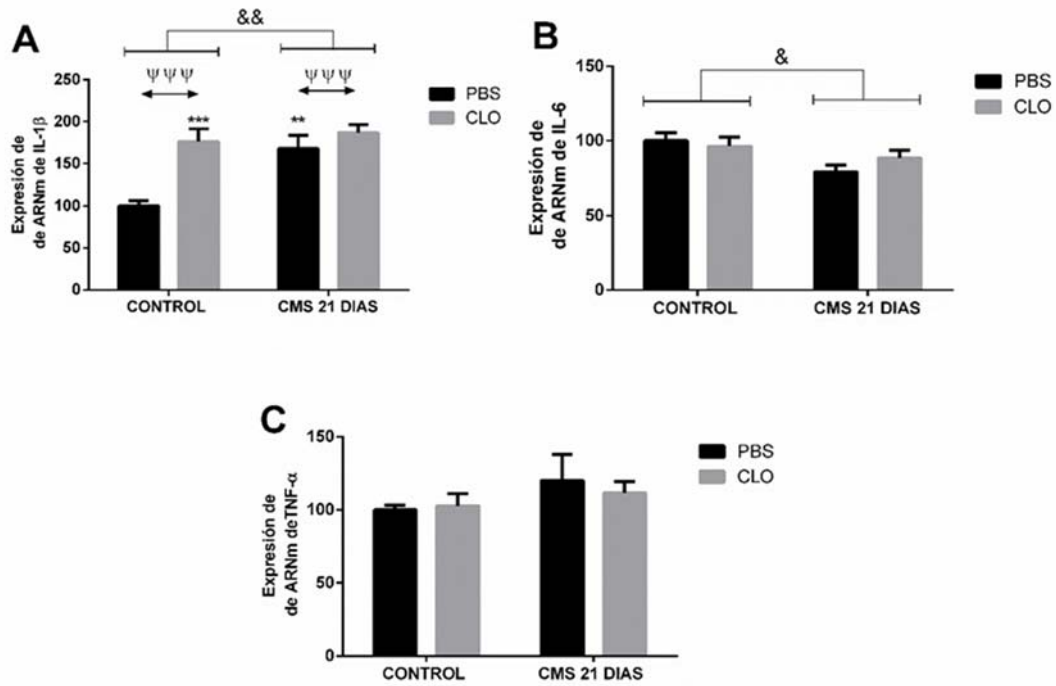 A
&&
ψ ψ ψ
ψ ψ ψ
***
**
PBS
CLO
Expresión de
de ARNm de IL-1β
250
200
150
100
50
0
CONTROL
CMS 21 DIAS
B
&
PBS
CLO
Expresión de
de ARNm de IL-6
150
100
50
0
CONTROL
CMS 21 DIAS
C
PBS
CLO
Expresión de
de ARNm deTNF-α
150
100
50
0
CONTROL
CMS 21 DIAS